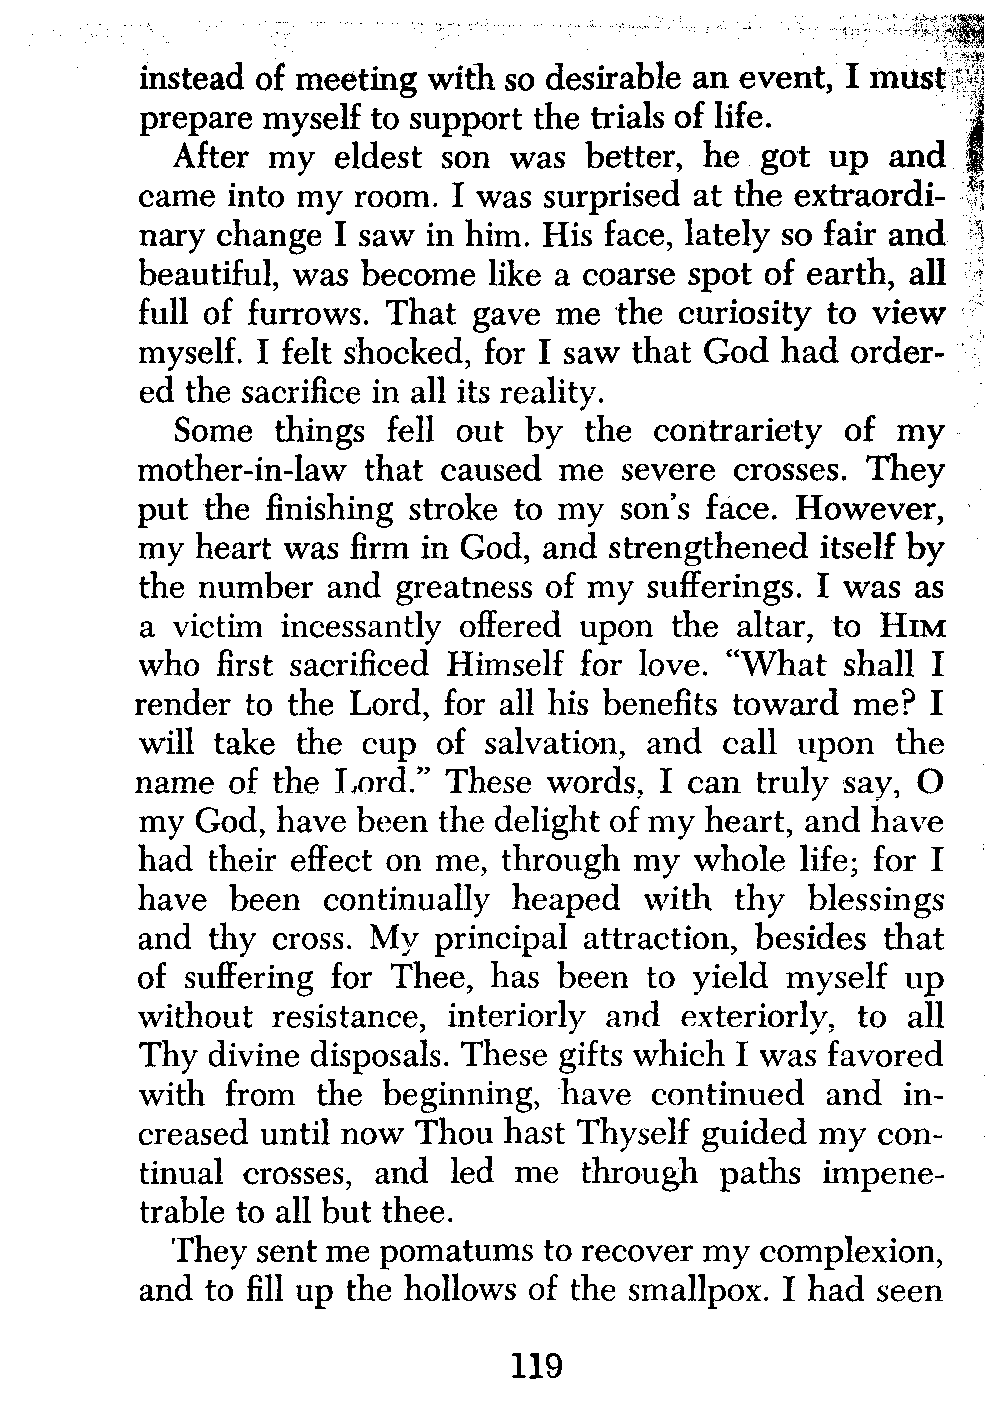 instead of meeting with so desirable an event, I must
prepare myself to support the trials of life.
After my eldest son was better, he got up and
came into my room. I was surprised at the extraordi-
nary change I saw in him. His face, lately so fair and
beautiful, was become like a coarse spot of earth, all
full of furrows. That gave me the curiosity to view
myself. I felt shocked, for I saw that God had order-
ed the sacrifice in all its reality.
Some things fell out by the contrariety of my
mother-in-law that caused me severe crosses. They
put the finishing stroke to my son's face. However,
my heart was firm in God, and strengthened itself by
the number and greatness of my sufferings. I was as
a victim incessantly offered upon the altar, to HIM
who first sacrificed Himself for love. “What shall I
render to the Lord, for all his benefits toward me? I
will take the cup of salvation, and call upon the
name of the Lord.” These words, I can truly say, O
my God, have been the delight of my heart, and have
had their effect on me, through my whole life; for I
have been continually heaped with thy blessings
and thy cross. My principal attraction, besides that
of suffering for Thee, has been to yield myself up
without resistance, interiorly and exteriorly, to all
Thy divine disposals. These gifts which I was favored
with from the beginning, have continued and in-
creased until now Thou hast Thyself guided my con-
tinual crosses, and led me through paths impene-
trable to all but thee.
They sent me pomatums to recover my complexion,
and to fill up the hollows of the smallpox. I had seen
119